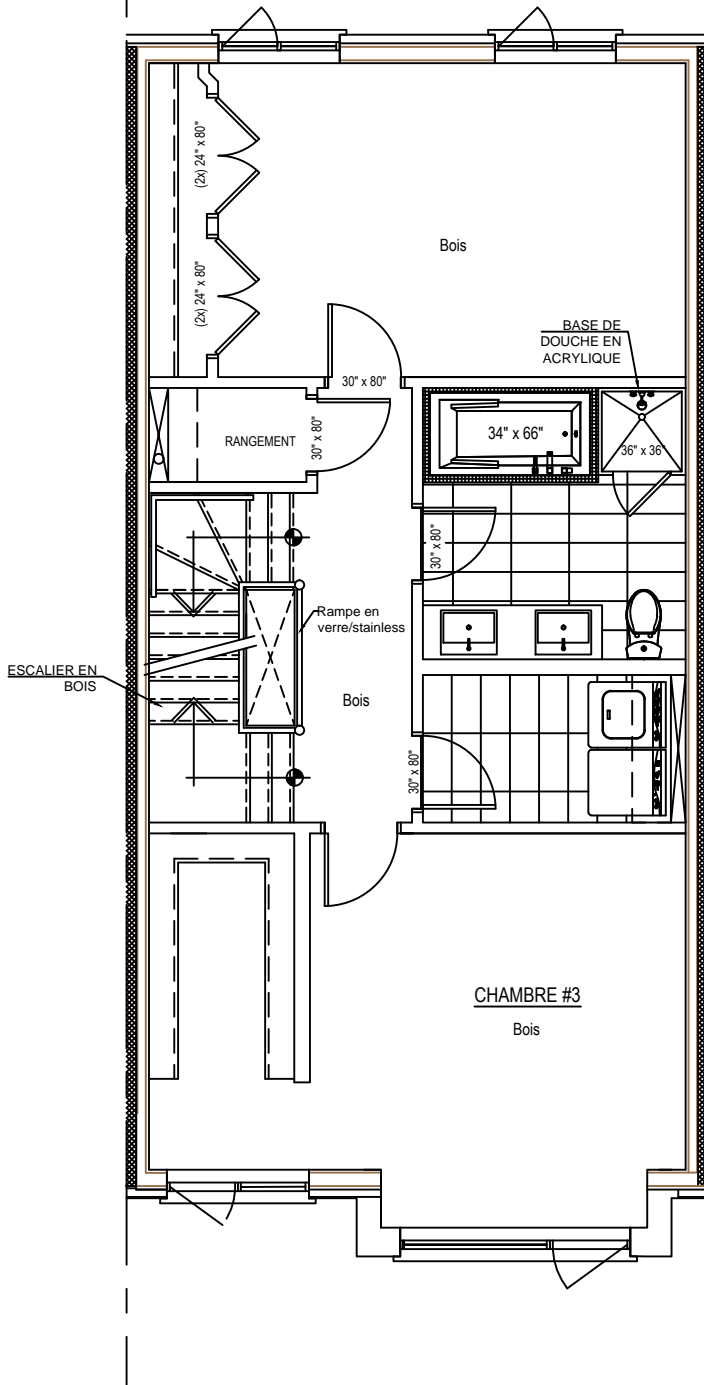 (2x) 24" x 80"
Bois
(2x) 24" x 80"
BASE DE
DOUCHE EN
ACRYLIQUE
30" x 80"
RANGEMENT
30" x 80"
34" x 66"
36" x 36"
30" x 80"
Rampe en
verre/stainless
ESCALIER EN
BOIS
Bois
30" x 80"
CHAMBRE #3
Bois